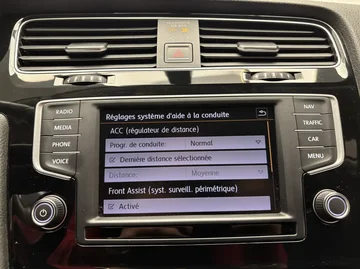 RADIO
MEDIA
PHONE
VOICE
Réglages système d'aide à la conduite
ACC (régulateur de distance)
Progr. de conduite: Normal
Dernière distance sélectionnée
Distance: Moyenne
Front Assist (syst. surveill. périmétrique)
Activé
NAV
TRAFFIC
CAR
MENU